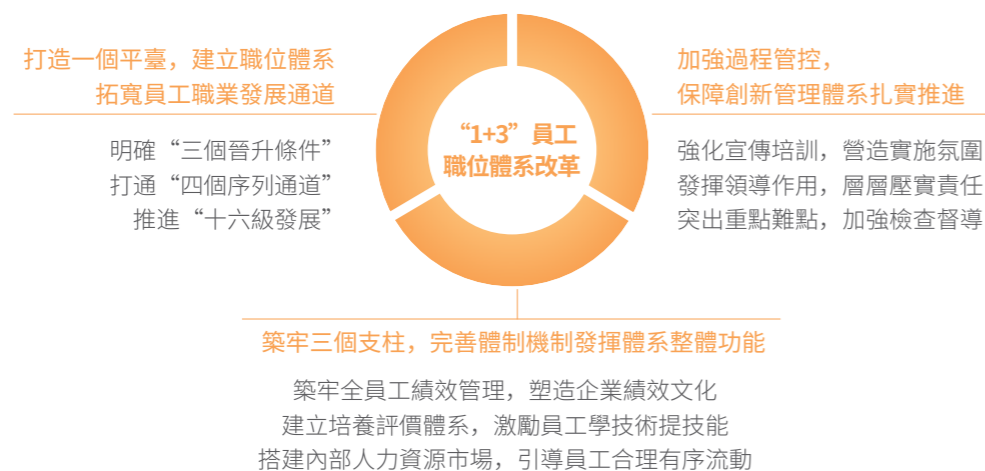 打造一個平臺，建立職位體系
拓寬員工職業發展通道
明確“三個晉升條件”
打通“四個序列通道”
推進“十六級發展”
“1+3”員工
職位體系改革
加強過程管控，
保障創新管理體系扎實推進
強化宣傳培訓，營造實施氛圍
發揮領導作用，層層壓實責任
突出重點難點，加強檢查督導
築牢三個支柱，完善體制機制發揮體系整體功能
築牢全員工績效管理，塑造企業績效文化
建立培養評價體系，激勵員工學技術提技能
搭建內部人力資源市場，引導員工合理有序流動